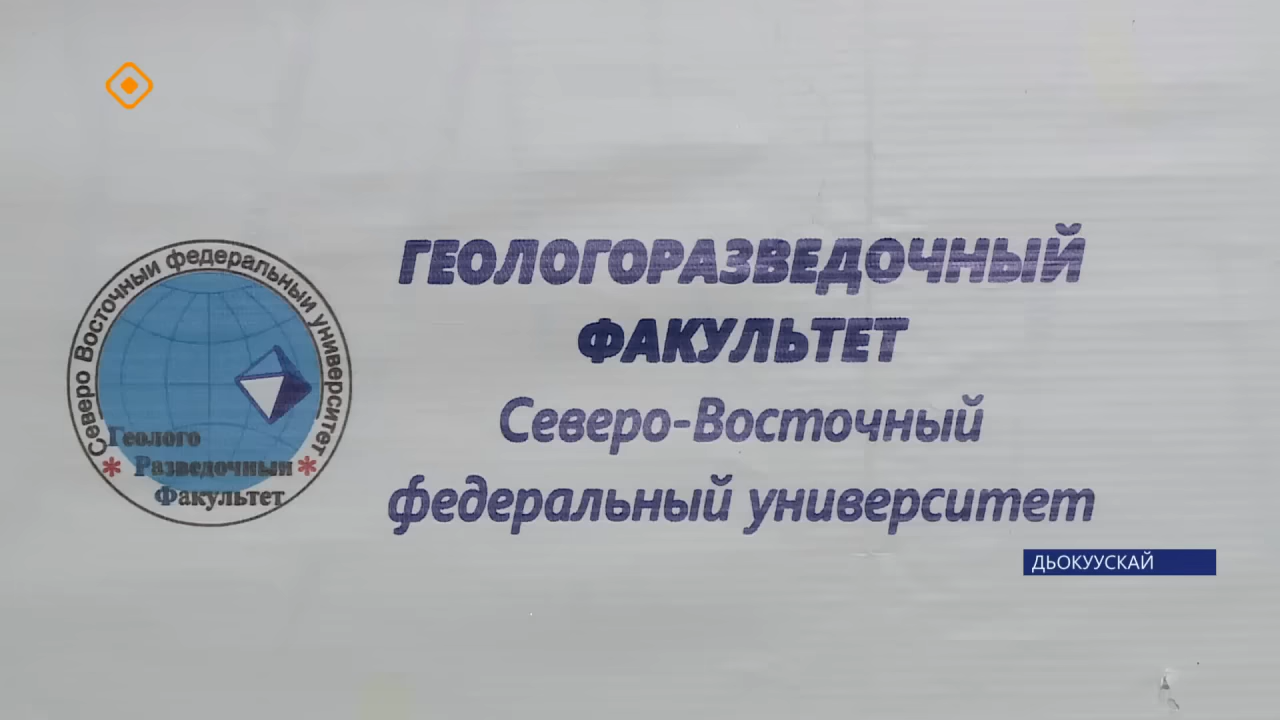 Северо Восточный федеральный университет
Геолого
Разведочный
Факультет
ГЕОЛОГОРАЗВЕДОЧНЫЙ
ФАКУЛЬТЕТ
Северо-Восточный
федеральный университет
ДЬОКУУСКАЙ